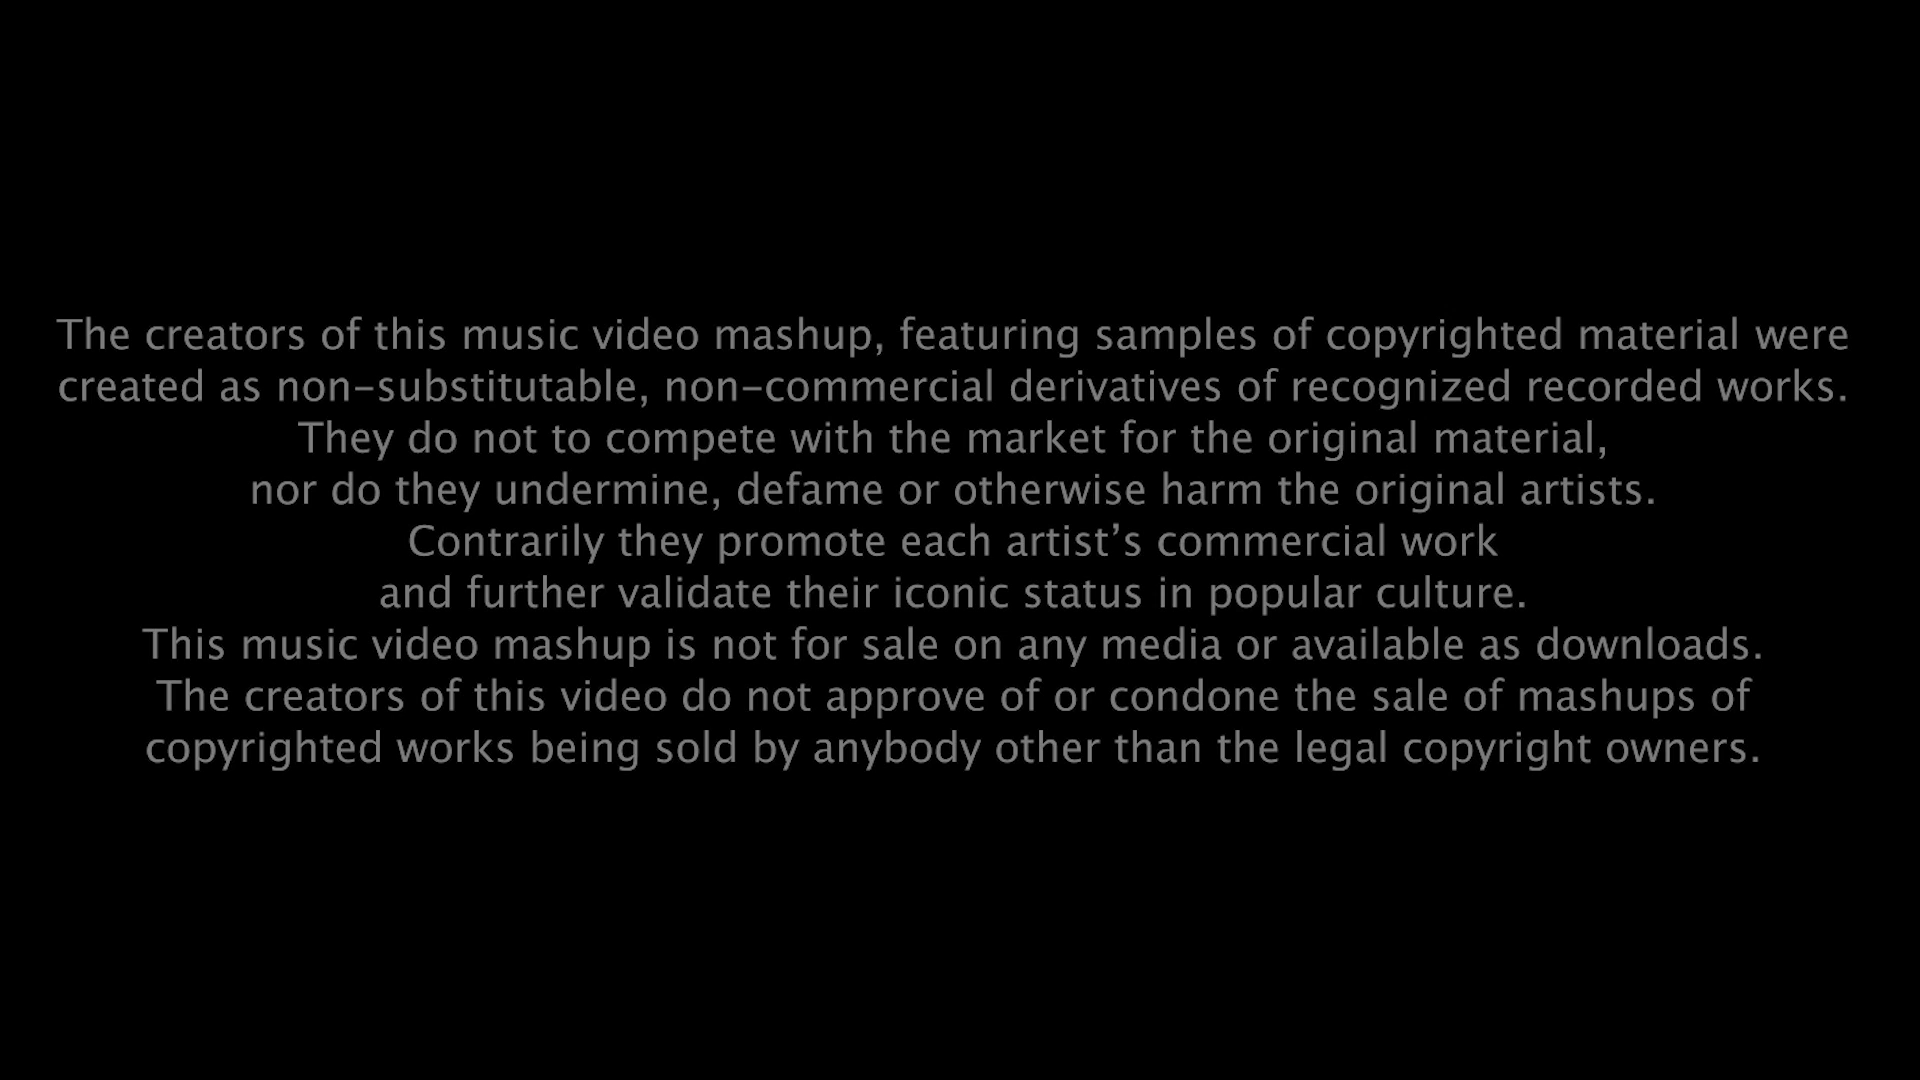 The creators of this music video mashup, featuring samples of copyrighted material were
created as non-substitutable, non-commercial derivatives of recognized recorded works.
They do not to compete with the market for the original material,
nor do they undermine, defame or otherwise harm the original artists.
Contrarily they promote each artist’s commercial work
and further validate their iconic status in popular culture.
This music video mashup is not for sale on any media or available as downloads.
The creators of this video do not approve of or condone the sale of mashups of
copyrighted works being sold by anybody other than the legal copyright owners.